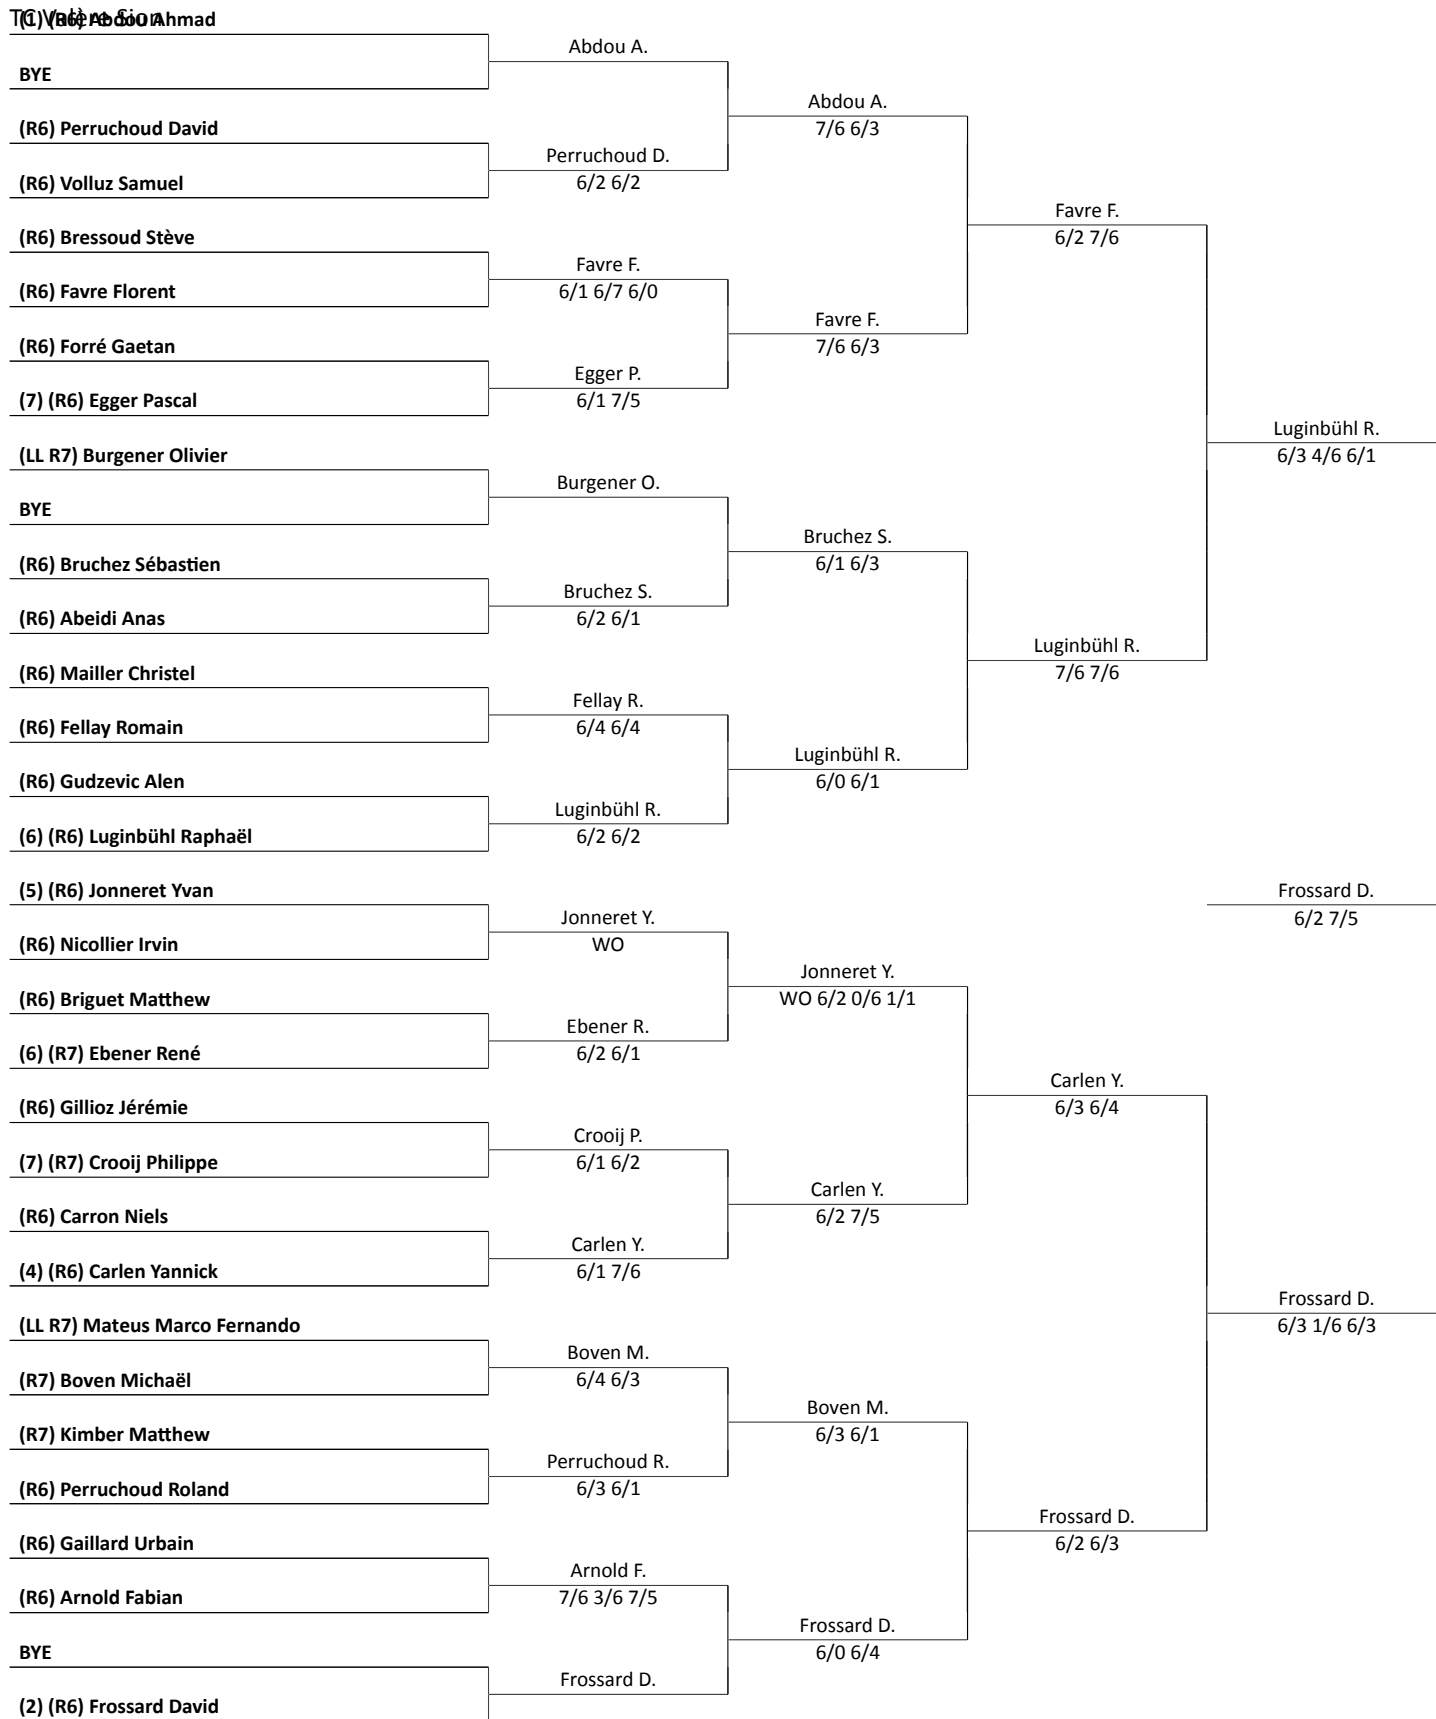 TC Valère Sion
(1) (R6) Abdou Ahmad
BYE
(R6) Perruchoud David
(R6) Volluz Samuel
(R6) Bressoud Stève
(R6) Favre Florent
(R6) Forré Gaetan
(7) (R6) Egger Pascal
(LL R7) Burgener Olivier
BYE
(R6) Bruchez Sébastien
(R6) Abeidi Anas
(R6) Mailler Christel
(R6) Fellay Romain
(R6) Gudzevic Alen
(6) (R6) Luginbühl Raphaël
(5) (R6) Jonneret Yvan
(R6) Nicollier Irvin
(R6) Briguet Matthew
(6) (R7) Ebener René
(R6) Gillioz Jérémie
(7) (R7) Crooij Philippe
(R6) Carron Niels
(4) (R6) Carlen Yannick
(LL R7) Mateus Marco Fernando
(R7) Boven Michaël
(R7) Kimber Matthew
(R6) Perruchoud Roland
(R6) Gaillard Urbain
(R6) Arnold Fabian
BYE
(2) (R6) Frossard David
Abdou A.
Perruchoud D.
6/2 6/2
Favre F.
6/1 6/7 6/0
Egger P.
6/1 7/5
Burgener O.
Bruchez S.
6/2 6/1
Fellay R.
6/4 6/4
Luginbühl R.
6/2 6/2
Jonneret Y.
WO
Ebener R.
6/2 6/1
Crooij P.
6/1 6/2
Carlen Y.
6/1 7/6
Boven M.
6/4 6/3
Perruchoud R.
6/3 6/1
Arnold F.
7/6 3/6 7/5
Frossard D.
Abdou A.
7/6 6/3
Favre F.
7/6 6/3
Bruchez S.
6/1 6/3
Luginbühl R.
6/0 6/1
Jonneret Y.
WO 6/2 0/6 1/1
Carlen Y.
6/2 7/5
Boven M.
6/3 6/1
Frossard D.
6/0 6/4
Favre F.
6/2 7/6
Luginbühl R.
7/6 7/6
Carlen Y.
6/3 6/4
Frossard D.
6/2 6/3
Luginbühl R.
6/3 4/6 6/1
Frossard D.
6/2 7/5
Frossard D.
6/3 1/6 6/3